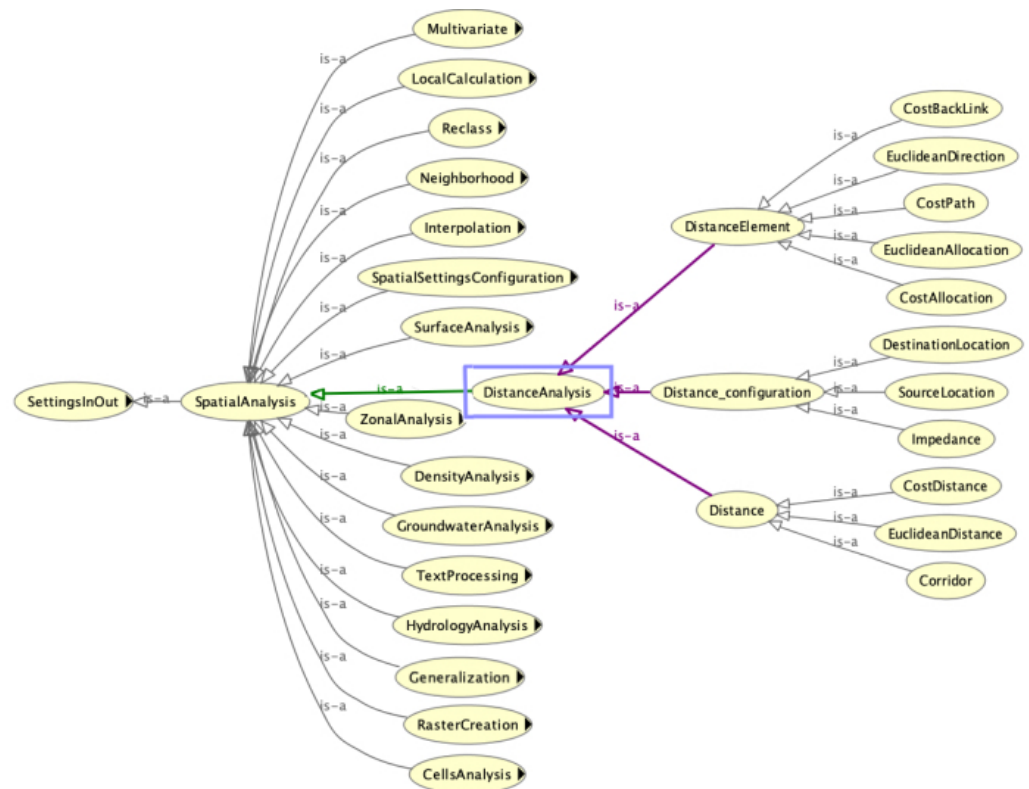 Multivariate
is-a
LocalCalculation
is-a
Reclass
is-a
Neighborhood
is-a
Interpolation
is-a
SpatialSettingsConfiguration
is-a
SurfaceAnalysis
is-a
SettingsInOut
is-a
SpatialAnalysis
is-a
DistanceAnalysis
is-a
ZonalAnalysis
is-a
DensityAnalysis
is-a
GroundwaterAnalysis
is-a
TextProcessing
is-a
HydrologyAnalysis
is-a
Generalization
is-a
RasterCreation
is-a
CellsAnalysis
is-a
DistanceElement
is-a
CostBackLink
is-a
EuclideanDirection
is-a
CostPath
is-a
EuclideanAllocation
is-a
CostAllocation
is-a
Distance_configuration
is-a
DestinationLocation
is-a
SourceLocation
is-a
Impedance
is-a
Distance
is-a
CostDistance
is-a
EuclideanDistance
is-a
Corridor